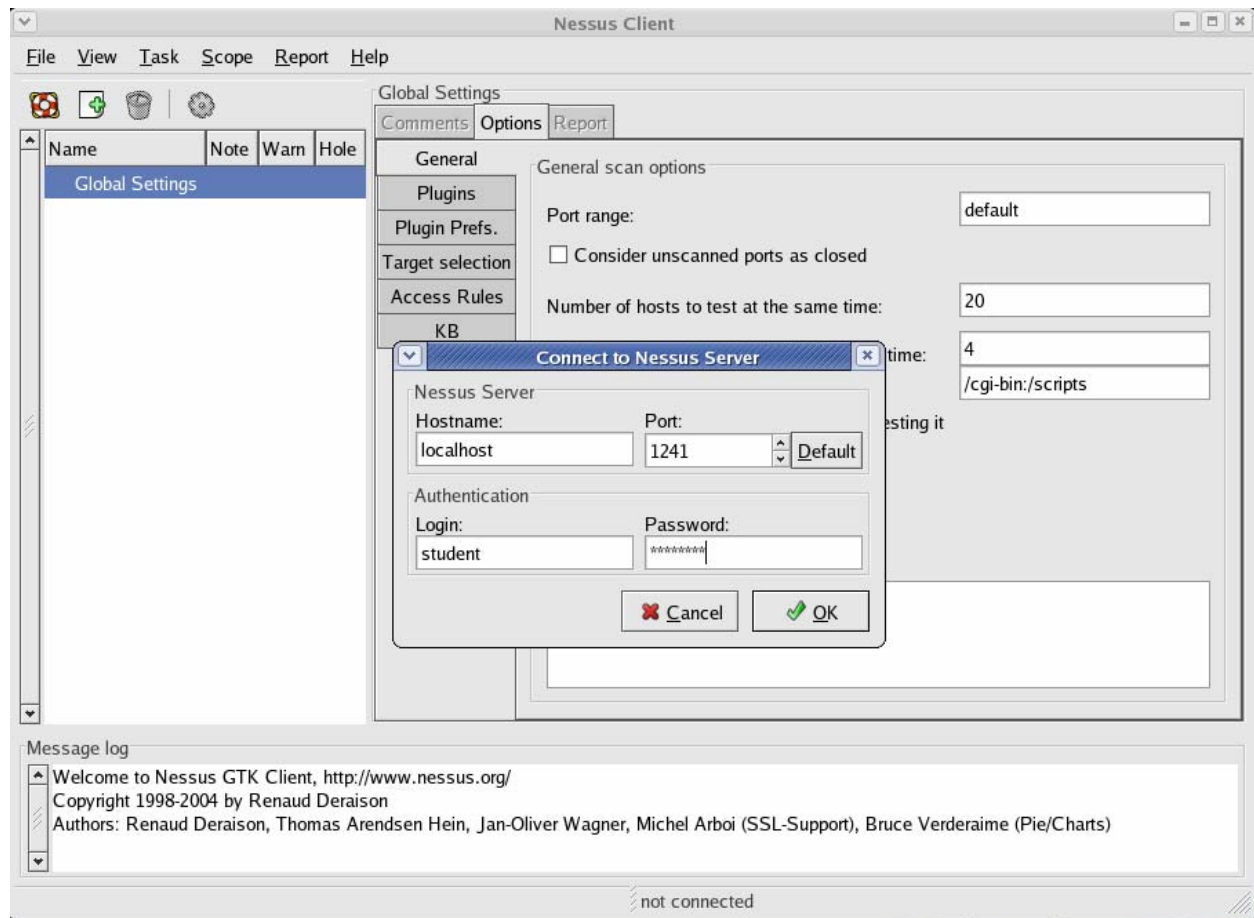 Nessus Client
File View Task Scope Report Help
Global Settings
Comments Options Report
Name Note Warn Hole
Global Settings
General
Plugins
Plugin Prefs.
Target selection
Access Rules
KB
General scan options
Port range: default
Consider unscanned ports as closed
Number of hosts to test at the same time: 20
time: 4
/cgi-bin:/scripts
esting it
Connect to Nessus Server
Nessus Server
Hostname: Port:
localhost 1241 Default
Authentication
Login: Password:
student ********
Cancel OK
Message log
Welcome to Nessus GTK Client, http://www.nessus.org/
Copyright 1998-2004 by Renaud Deraison
Authors: Renaud Deraison, Thomas Arendsen Hein, Jan-Oliver Wagner, Michel Arboi (SSL-Support), Bruce Verderaime (Pie/Charts)
not connected